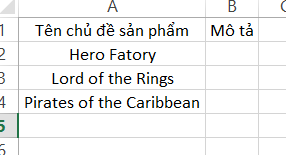 A B
1 Tên chủ đề sản phẩm Mô tả
2 Hero Fatory
3 Lord of the Rings
4 Pirates of the Caribbean
5